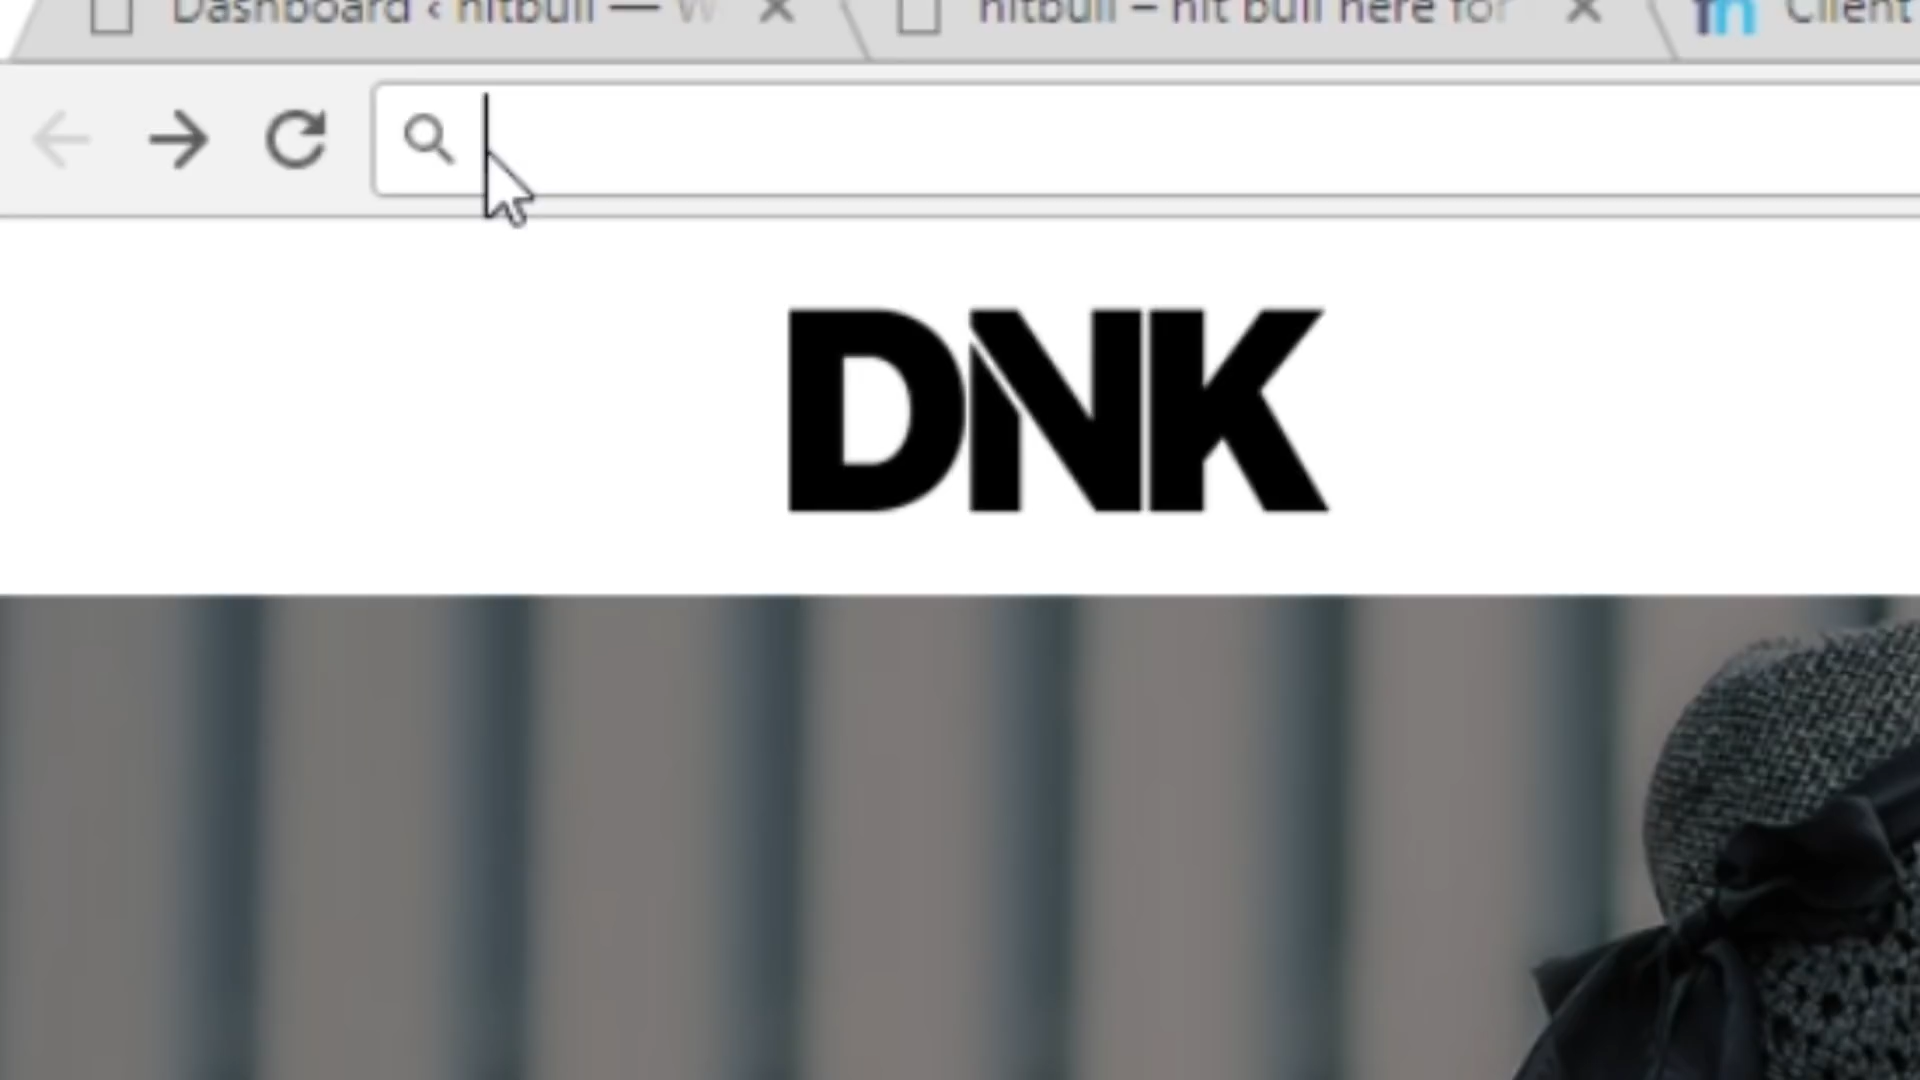 Dashboard ‹ hitbull — W
hitbull – hit bull here for
Client
DNK